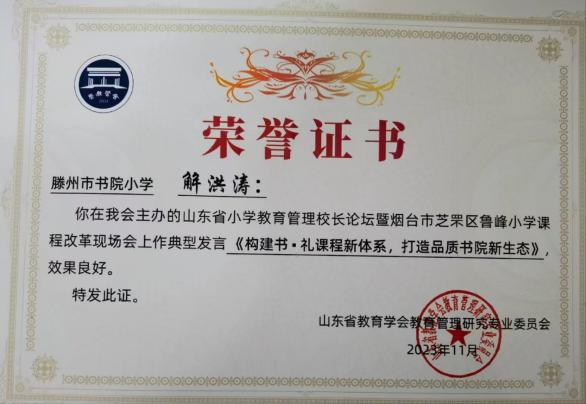 荣誉证书
滕州市书院小学 解洪涛:
你在我会主办的山东省小学教育管理校长论坛暨烟台市芝罘区鲁峰小学课
程改革现场会上作典型发言《构建书·礼课程新体系，打造品质书院新生态》，
效果良好。
特发此证。
山东省教育学会教育管理研究专业委员会
2023年11月